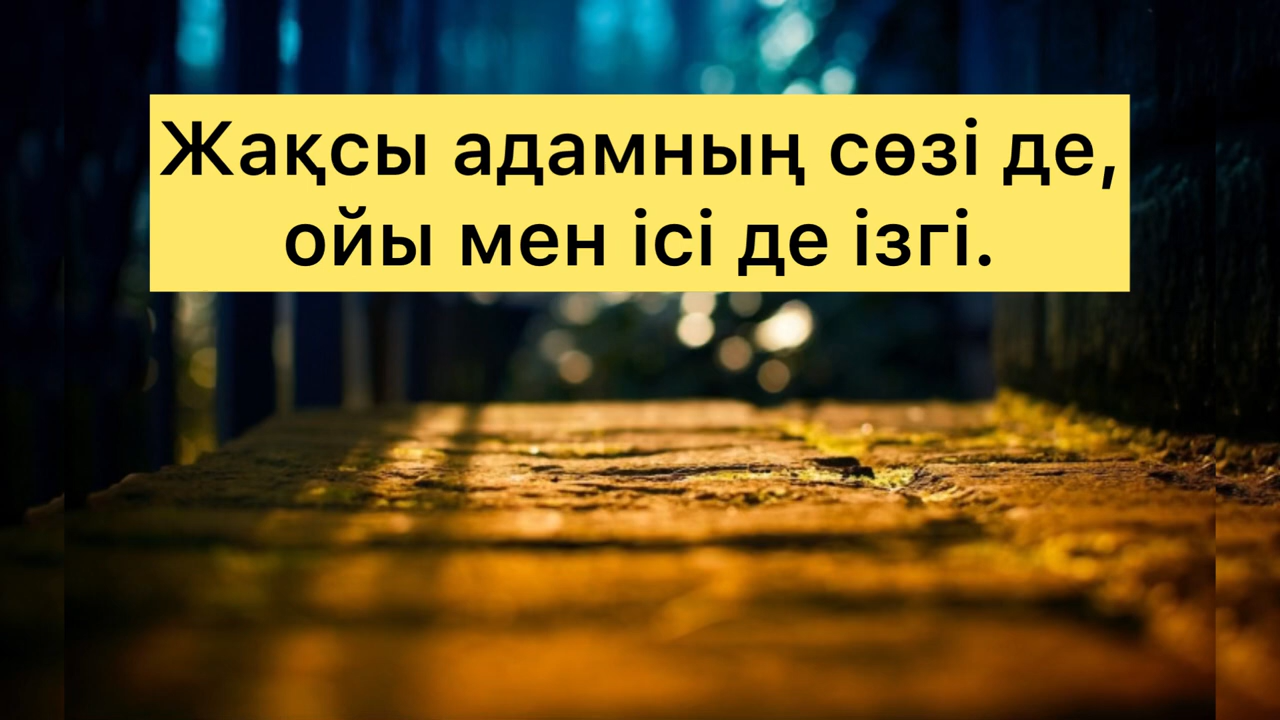 Жақсы адамның сөзі де,
ойы мен ісі де ізгі.